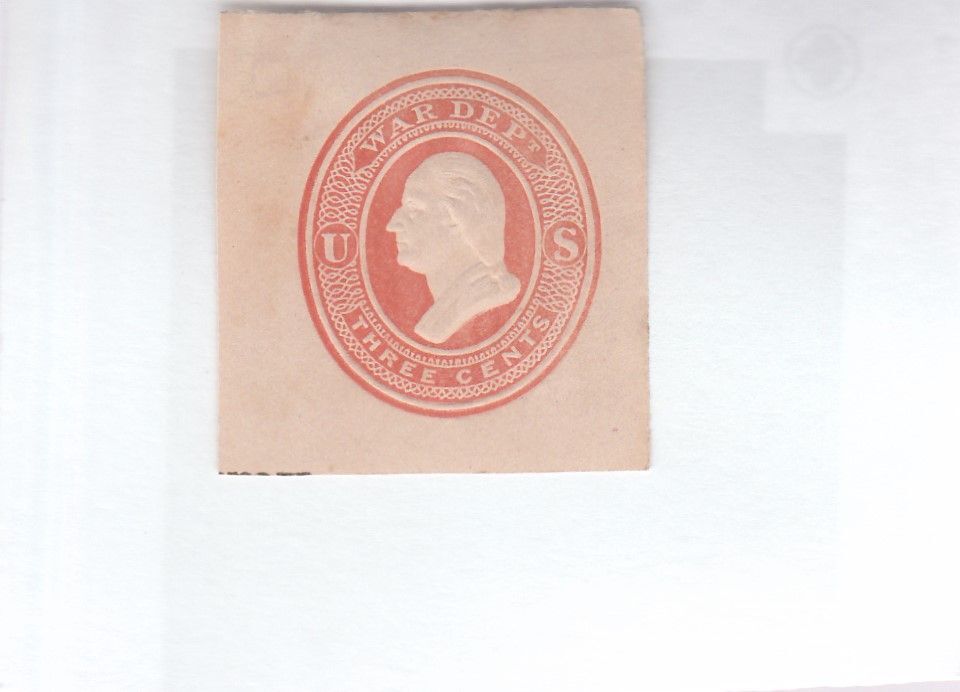 WAR DEPT
U S
THREE CENTS